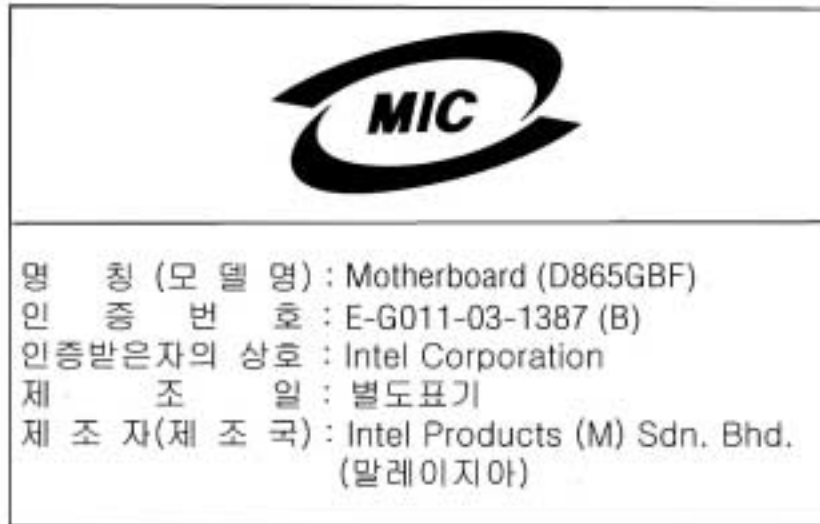 MIC
명 칭 (모 델 명) : Motherboard (D865GBF)
인 증 번 호 : E-G011-03-1387 (B)
인증받은자의 상호 : Intel Corporation
제 조 일 : 별도표기
제 조 자(제 조 국) : Intel Products (M) Sdn. Bhd.
(말레이지아)